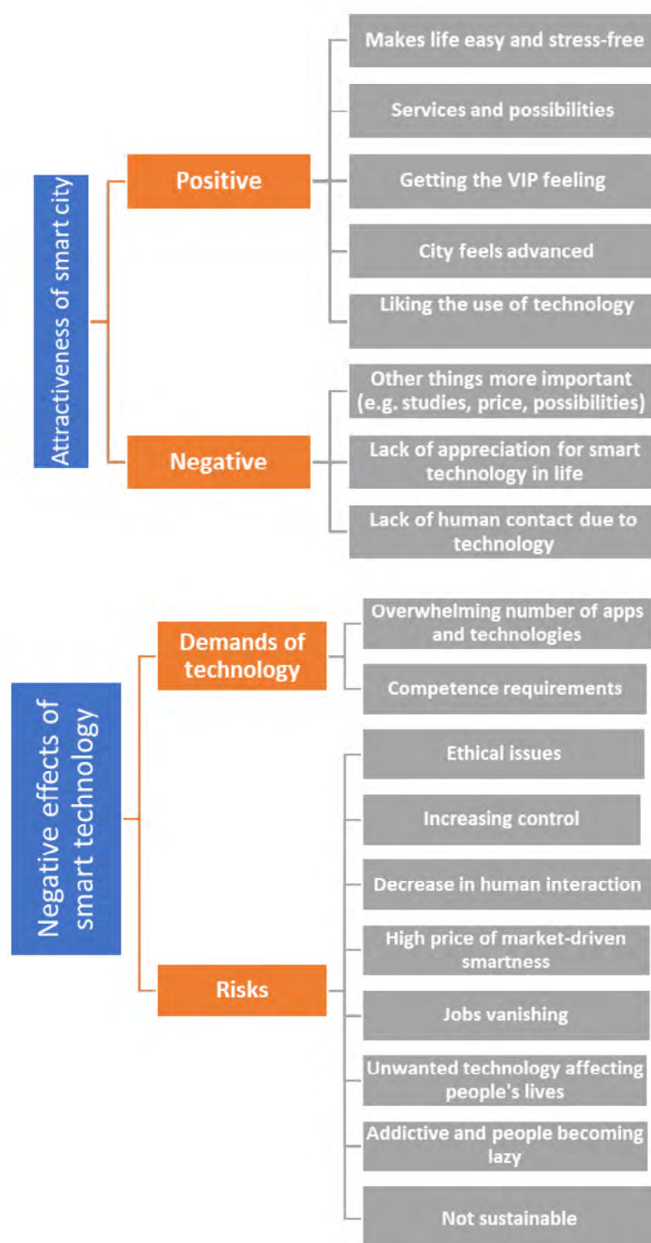 Attractiveness of smart city
Positive
Makes life easy and stress-free
Services and possibilities
Getting the VIP feeling
City feels advanced
Liking the use of technology
Negative
Other things more important
(e.g. studies, price, possibilities)
Lack of appreciation for smart
technology in life
Lack of human contact due to
technology
Negative effects of
smart technology
Demands of
technology
Overwhelming number of apps
and technologies
Competence requirements
Risks
Ethical issues
Increasing control
Decrease in human interaction
High price of market-driven
smartness
Jobs vanishing
Unwanted technology affecting
people's lives
Addictive and people becoming
lazy
Not sustainable